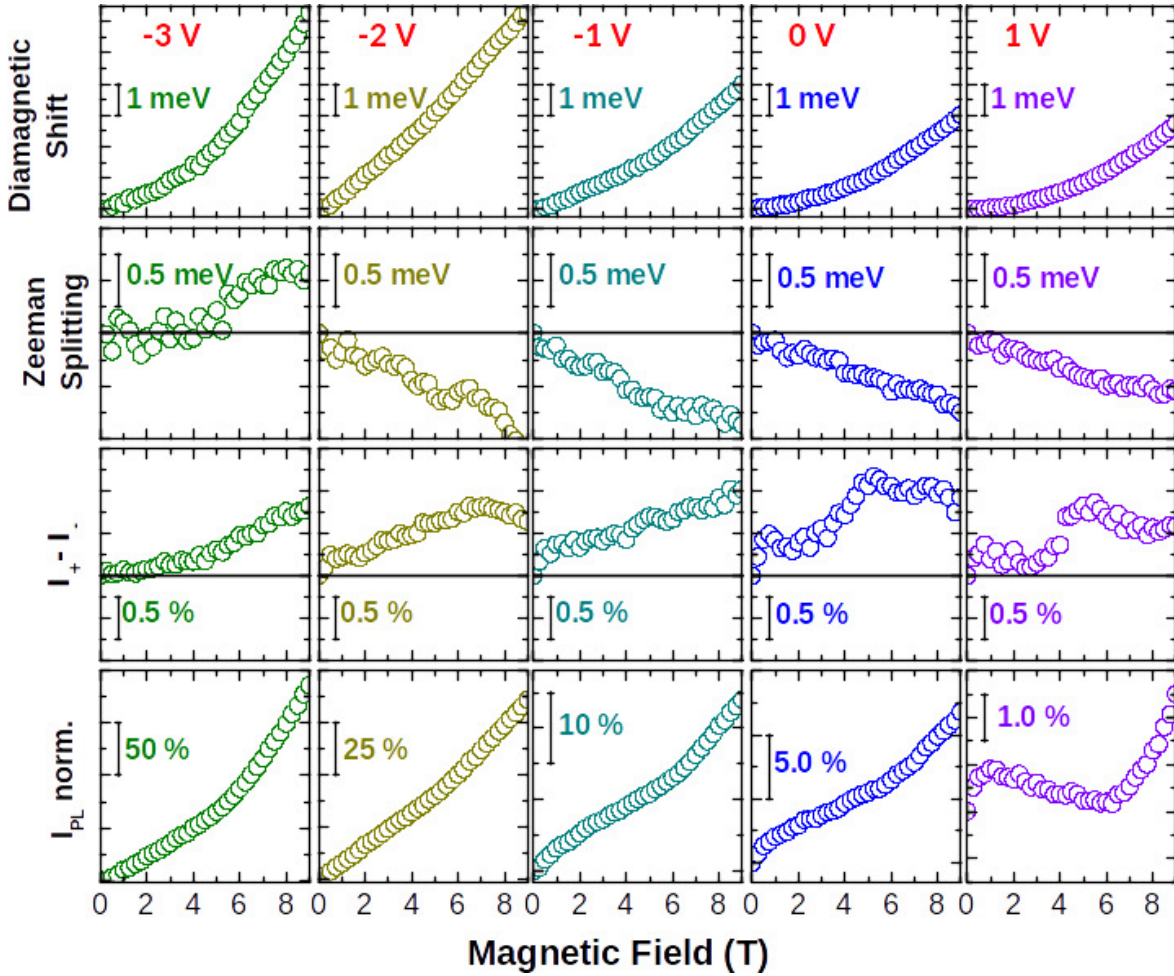 -3 V -2 V -1 V 0 V 1 V
Diamagnetic
Shift
1 meV 1 meV 1 meV 1 meV 1 meV
Zeeman
Splitting
0.5 meV 0.5 meV 0.5 meV 0.5 meV 0.5 meV
I+ - I-
0.5 % 0.5 % 0.5 % 0.5 % 0.5 %
IPL norm.
50 % 25 % 10 % 5.0 % 1.0 %
0 2 4 6 8 0 2 4 6 8 0 2 4 6 8 0 2 4 6 8 0 2 4 6 8
Magnetic Field (T)